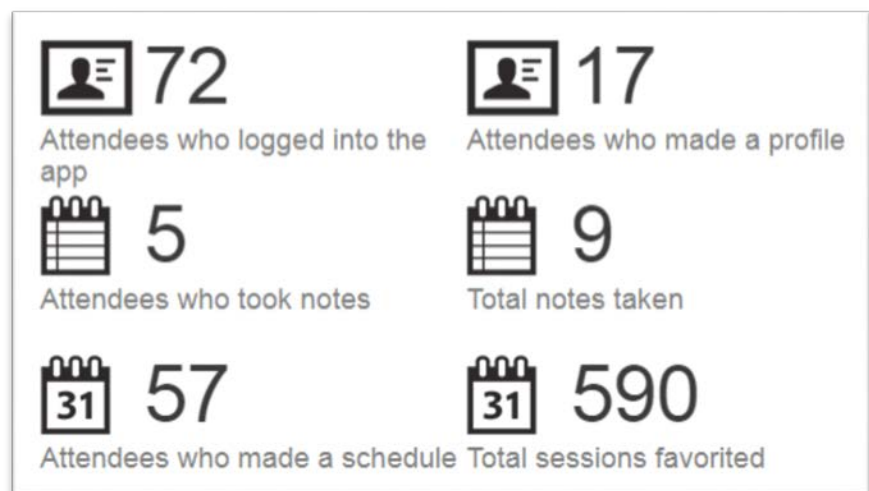 72
Attendees who logged into the
app
17
Attendees who made a profile
5
Attendees who took notes
9
Total notes taken
31
57
Attendees who made a schedule
31
590
Total sessions favorited